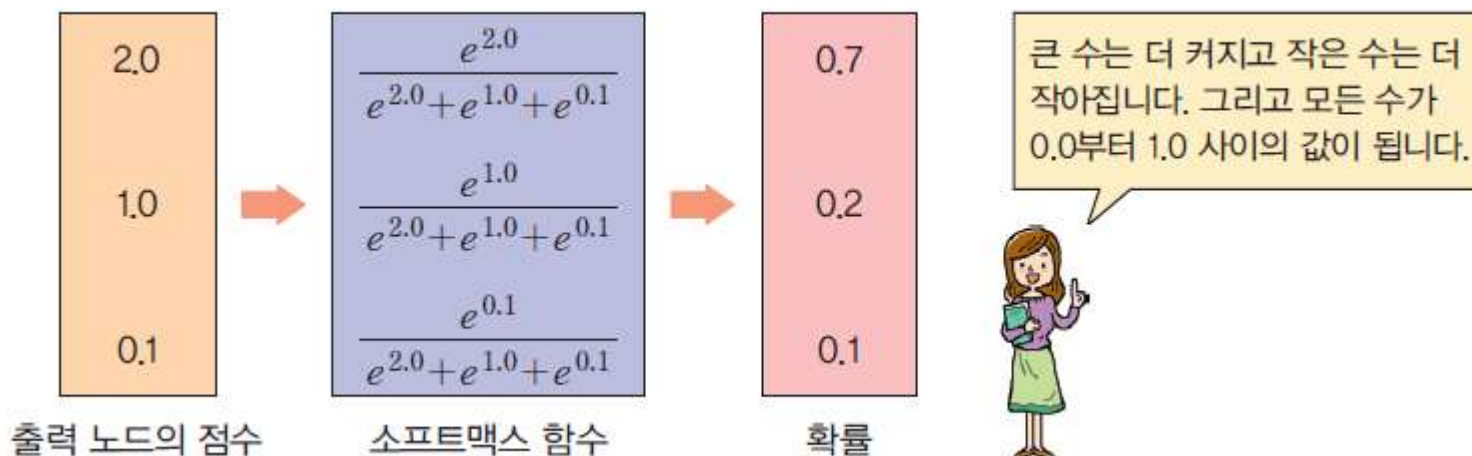 2.0
1.0
0.1
출력 노드의 점수
e^{2.0}
e^{2.0}+e^{1.0}+e^{0.1}
e^{1.0}
e^{2.0}+e^{1.0}+e^{0.1}
e^{0.1}
e^{2.0}+e^{1.0}+e^{0.1}
소프트맥스 함수
0.7
0.2
0.1
확률
큰 수는 더 커지고 작은 수는 더
작아집니다. 그리고 모든 수가
0.0부터 1.0 사이의 값이 됩니다.